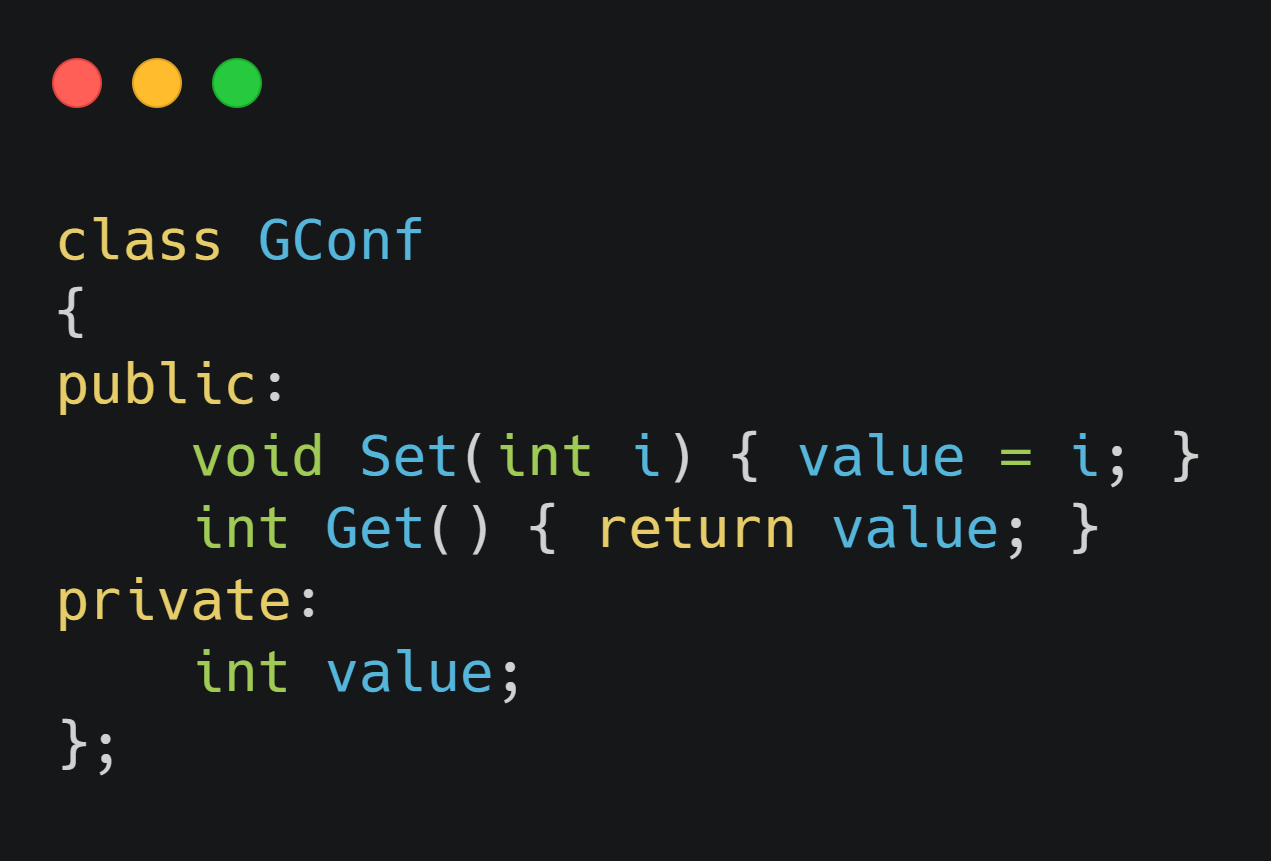 class GConf
{
public:
    void Set(int i) { value = i; }
    int Get() { return value; }
private:
    int value;
};